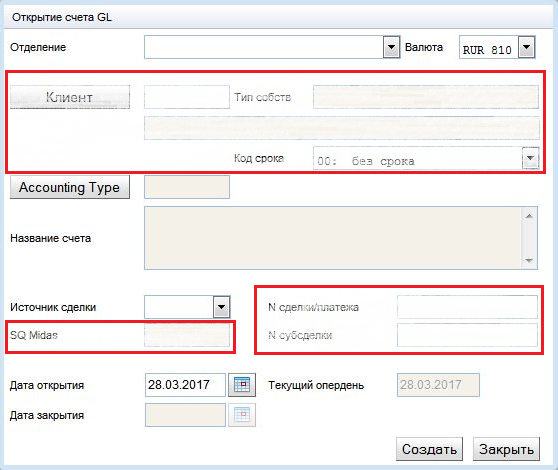 Открытие счета GL
Отделение Валюта RUR 810
Клиент Тип собств
Код срока 00: без срока
Accounting Type
Название счета
Источник сделки N сделки/платежа
SQ Midas N субсделки
Дата открытия 28.03.2017 Текущий опердень 28.03.2017
Дата закрытия
Создать Закрыть